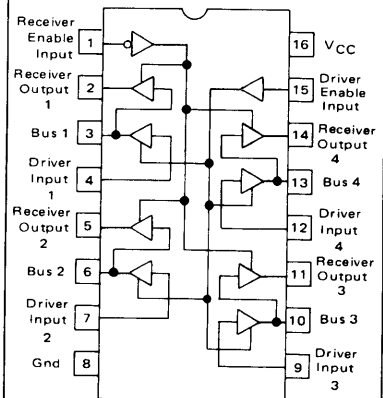 Receiver
Enable
Input
1
Receiver
Output
1
2
Bus 1
3
Driver
Input
1
4
Receiver
Output
2
5
Bus 2
6
Driver
Input
2
7
Gnd
8
16
VCC
15
Driver
Enable
Input
14
Receiver
Output
4
13
Bus 4
12
Driver
Input
4
11
Receiver
Output
3
10
Bus 3
9
Driver
Input
3